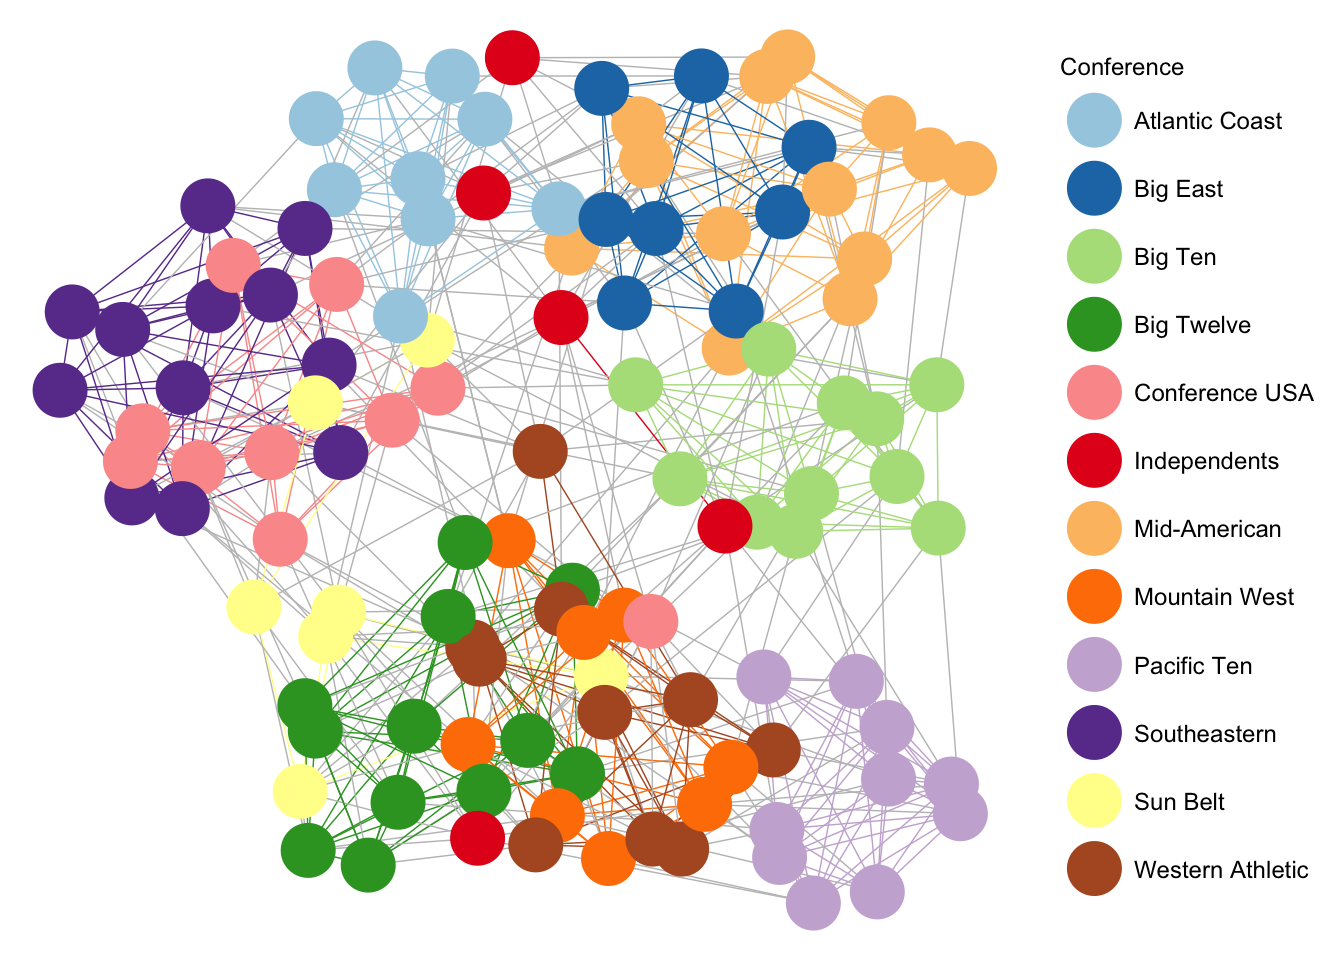 Conference
Atlantic Coast
Big East
Big Ten
Big Twelve
Conference USA
Independents
Mid-American
Mountain West
Pacific Ten
Southeastern
Sun Belt
Western Athletic